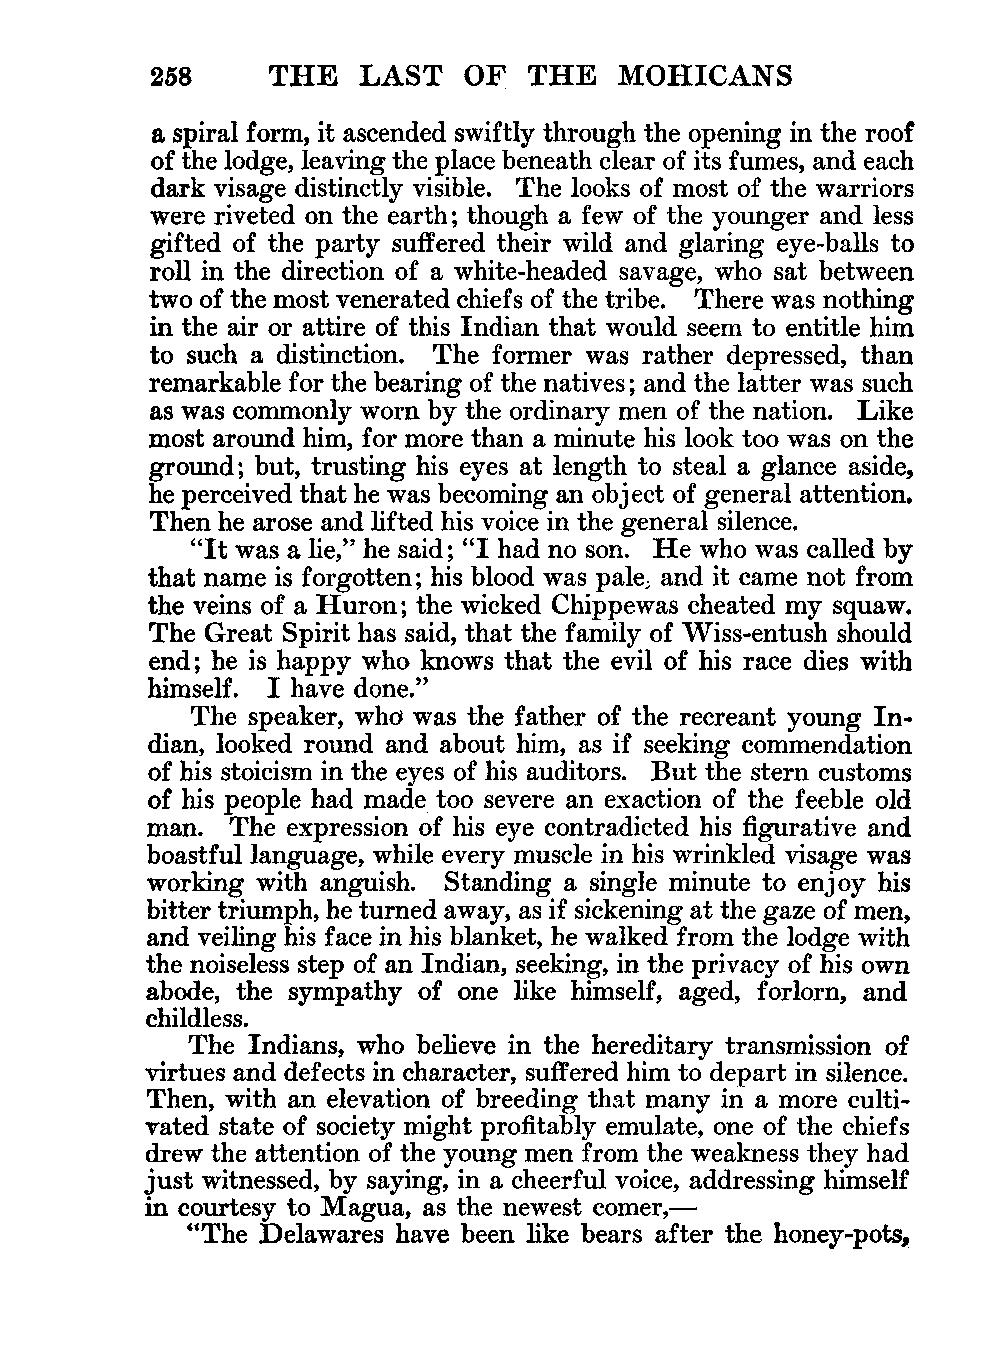 258 THE LAST OF THE MOHICANS
a spiral form, it ascended swiftly through the opening in the roof
of the lodge, leaving the place beneath clear of its fumes, and each
dark visage distinctly visible. The looks of most of the warriors
were riveted on the earth; though a few of the younger and less
gifted of the party suffered their wild and glaring eye-balls to
roll in the direction of a white-headed savage, who sat between
two of the most venerated chiefs of the tribe. There was nothing
in the air or attire of this Indian that would seem to entitle him
to such a distinction. The former was rather depressed, than
remarkable for the bearing of the natives; and the latter was such
as was commonly worn by the ordinary men of the nation. Like
most around him, for more than a minute his look too was on the
ground; but, trusting his eyes at length to steal a glance aside,
he perceived that he was becoming an object of general attention.
Then he arose and lifted his voice in the general silence.
"It was a lie," he said; "I had no son. He who was called by
that name is forgotten; his blood was pale, and it came not from
the veins of a Huron; the wicked Chippewas cheated my squaw.
The Great Spirit has said, that the family of Wiss-entush should
end; he is happy who knows that the evil of his race dies with
himself. I have done."
The speaker, who was the father of the recreant young In-
dian, looked round and about him, as if seeking commendation
of his stoicism in the eyes of his auditors. But the stern customs
of his people had made too severe an exaction of the feeble old
man. The expression of his eye contradicted his figurative and
boastful language, while every muscle in his wrinkled visage was
working with anguish. Standing a single minute to enjoy his
bitter triumph, he turned away, as if sickening at the gaze of men,
and veiling his face in his blanket, he walked from the lodge with
the noiseless step of an Indian, seeking, in the privacy of his own
abode, the sympathy of one like himself, aged, forlorn, and
childless.
The Indians, who believe in the hereditary transmission of
virtues and defects in character, suffered him to depart in silence.
Then, with an elevation of breeding that many in a more culti-
vated state of society might profitably emulate, one of the chiefs
drew the attention of the young men from the weakness they had
just witnessed, by saying, in a cheerful voice, addressing himself
in courtesy to Magua, as the newest comer,—
"The Delawares have been like bears after the honey-pots,